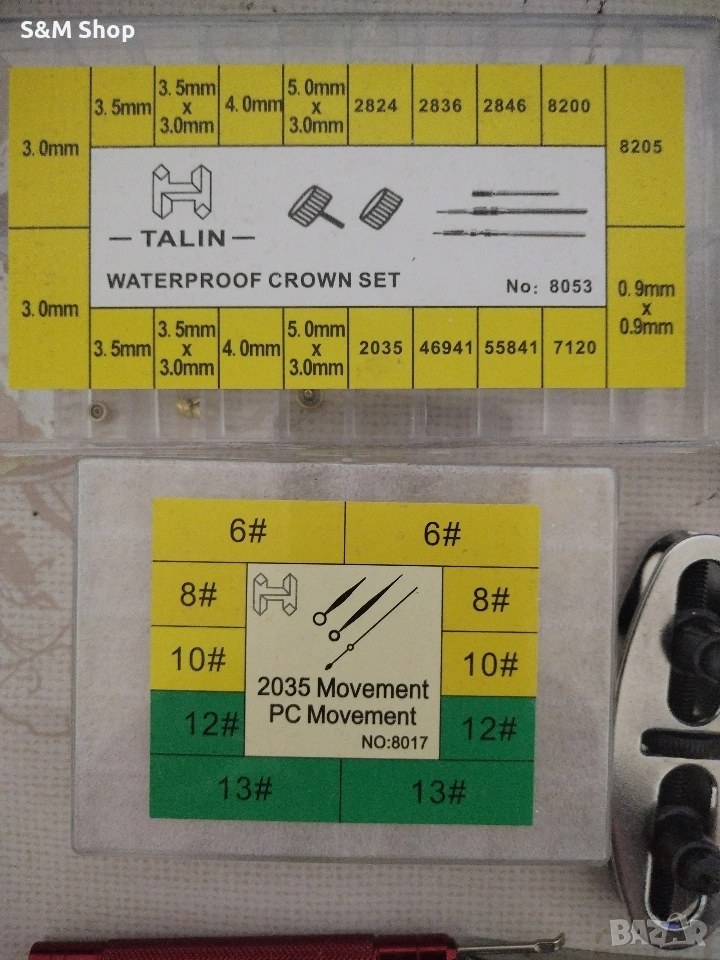 S&M Shop
3.0mm
3.5mm
3.5mm
x
3.0mm
4.0mm
5.0mm
x
3.0mm
2824
2836
2846
8200
8205
TALIN
WATERPROOF CROWN SET
No: 8053
3.0mm
3.5mm
3.5mm
x
3.0mm
4.0mm
5.0mm
x
3.0mm
2035
46941
55841
7120
0.9mm
x
0.9mm
6#
6#
8#
8#
10#
10#
12#
12#
13#
13#
2035 Movement
PC Movement
NO:8017
BAZAR